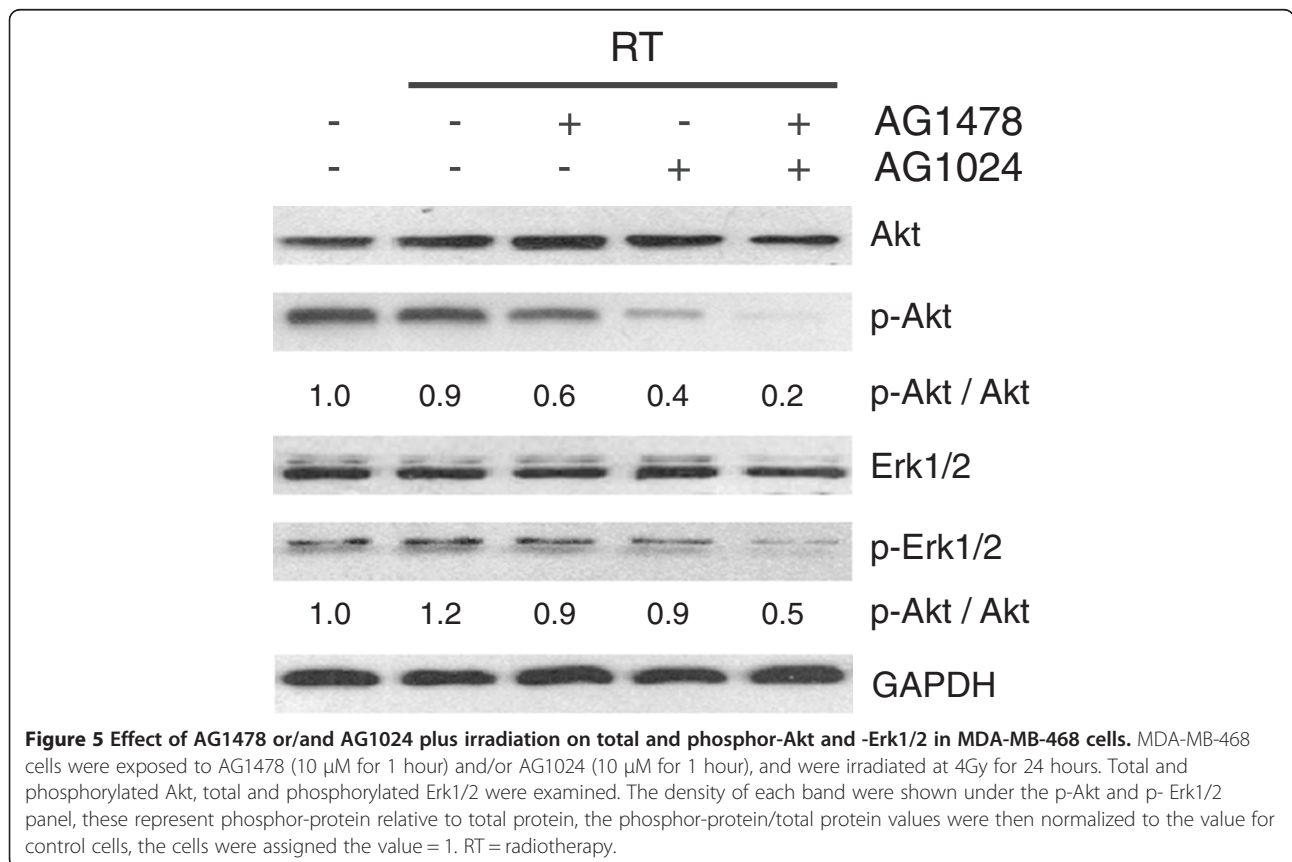 RT
- - + - + AG1478
- - - + + AG1024
Akt
p-Akt
1.0 0.9 0.6 0.4 0.2 p-Akt / Akt
Erk1/2
p-Erk1/2
1.0 1.2 0.9 0.9 0.5 p-Akt / Akt
GAPDH
Figure 5 Effect of AG1478 or/and AG1024 plus irradiation on total and phosphor-Akt and -Erk1/2 in MDA-MB-468 cells. MDA-MB-468
cells were exposed to AG1478 (10 μM for 1 hour) and/or AG1024 (10 μM for 1 hour), and were irradiated at 4Gy for 24 hours. Total and
phosphorylated Akt, total and phosphorylated Erk1/2 were examined. The density of each band were shown under the p-Akt and p- Erk1/2
panel, these represent phosphor-protein relative to total protein, the phosphor-protein/total protein values were then normalized to the value for
control cells, the cells were assigned the value = 1. RT = radiotherapy.